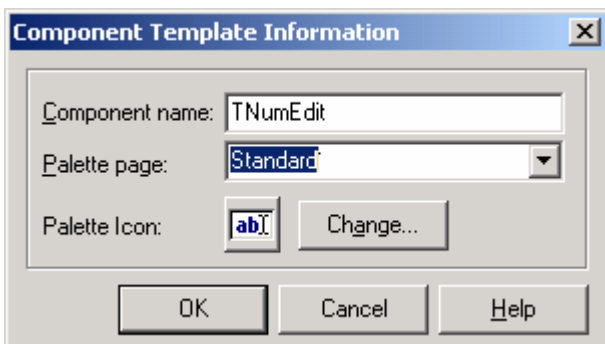 Component Template Information
Component name: TNumEdit
Palette page: Standard
Palette Icon: ab Change...
OK Cancel Help